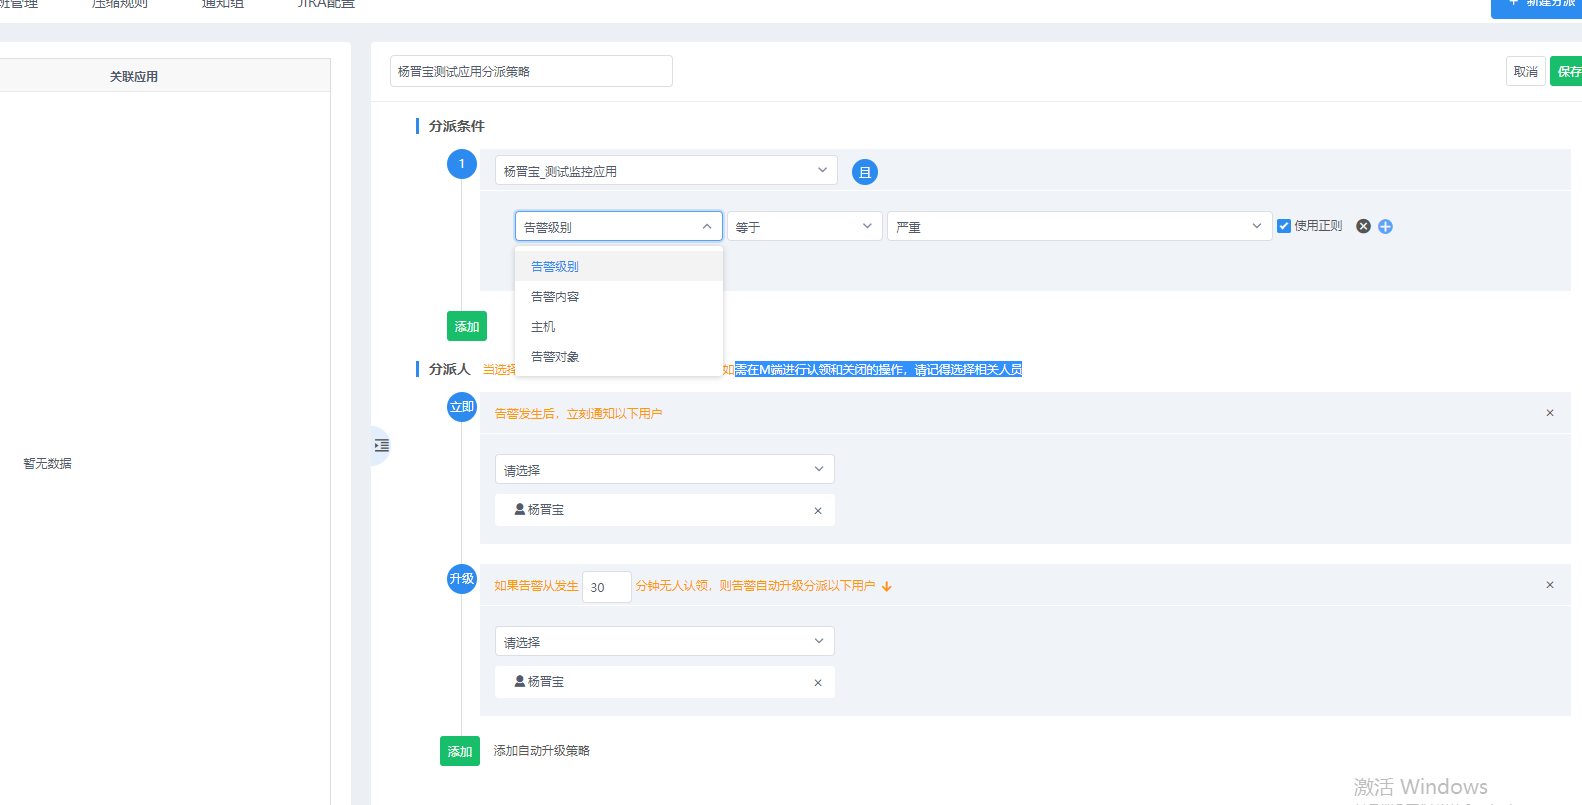 班管理
压缩规则
通知组
JIRA配置
+ 新建分派
关联应用
暂无数据
杨晋宝测试应用分派策略
取消
保存
分派条件
1
杨晋宝_测试监控应用
且
告警级别
等于
严重
使用正则
告警级别
告警内容
主机
告警对象
添加
分派人 当选择
如需在M端进行认领和关闭的操作，请记得选择相关人员
立即
告警发生后，立刻通知以下用户
请选择
杨晋宝
升级
如果告警从发生 30 分钟无人认领，则告警自动升级分派以下用户
请选择
杨晋宝
添加
添加自动升级策略
激活 Windows